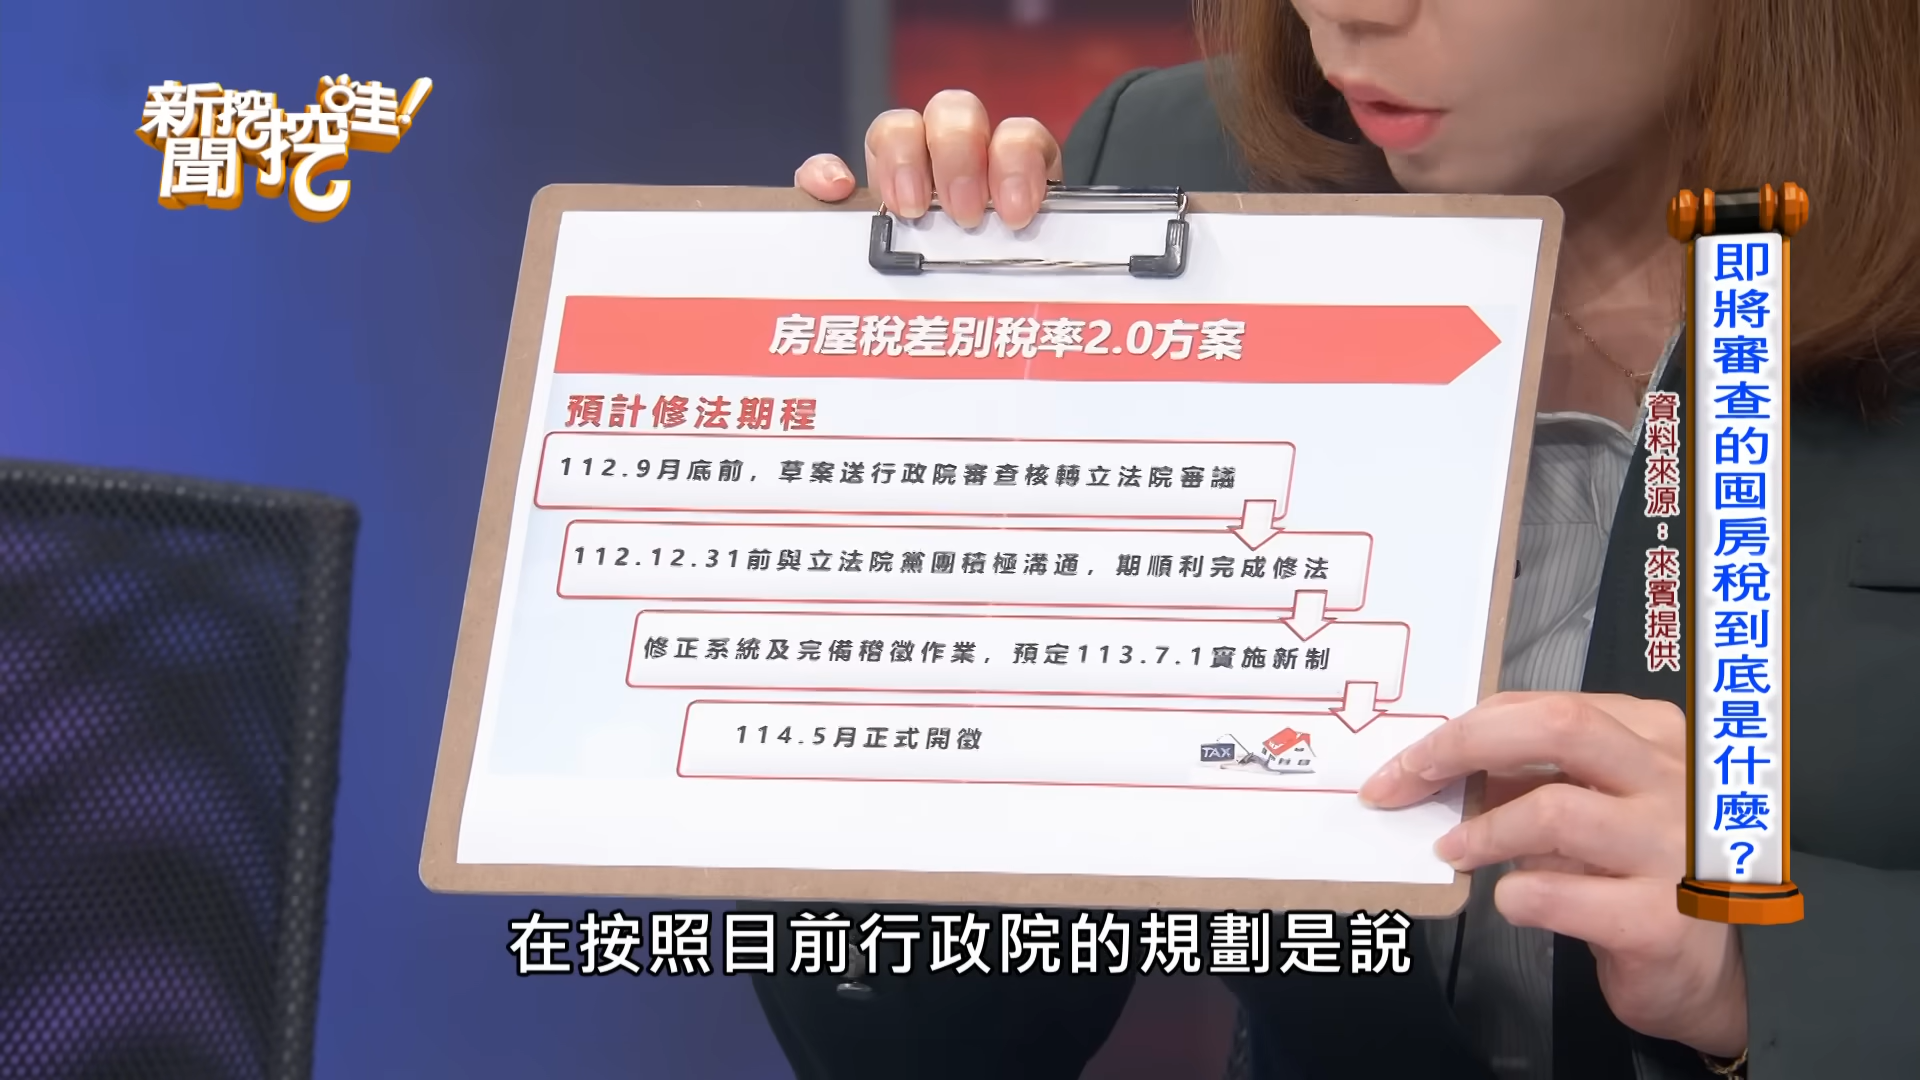 新聞挖挖哇!
房屋稅差別稅率2.0方案
預計修法期程
112.9月底前，草案送行政院審查核轉立法院審議
112.12.31前與立法院黨團積極溝通，期順利完成修法
修正系統及完備稽徵作業，預定113.7.1實施新制
114.5月正式開徵
TAX
即將審查的囤房稅到底是什麼?
資料來源:來賓提供
在按照目前行政院的規劃是說